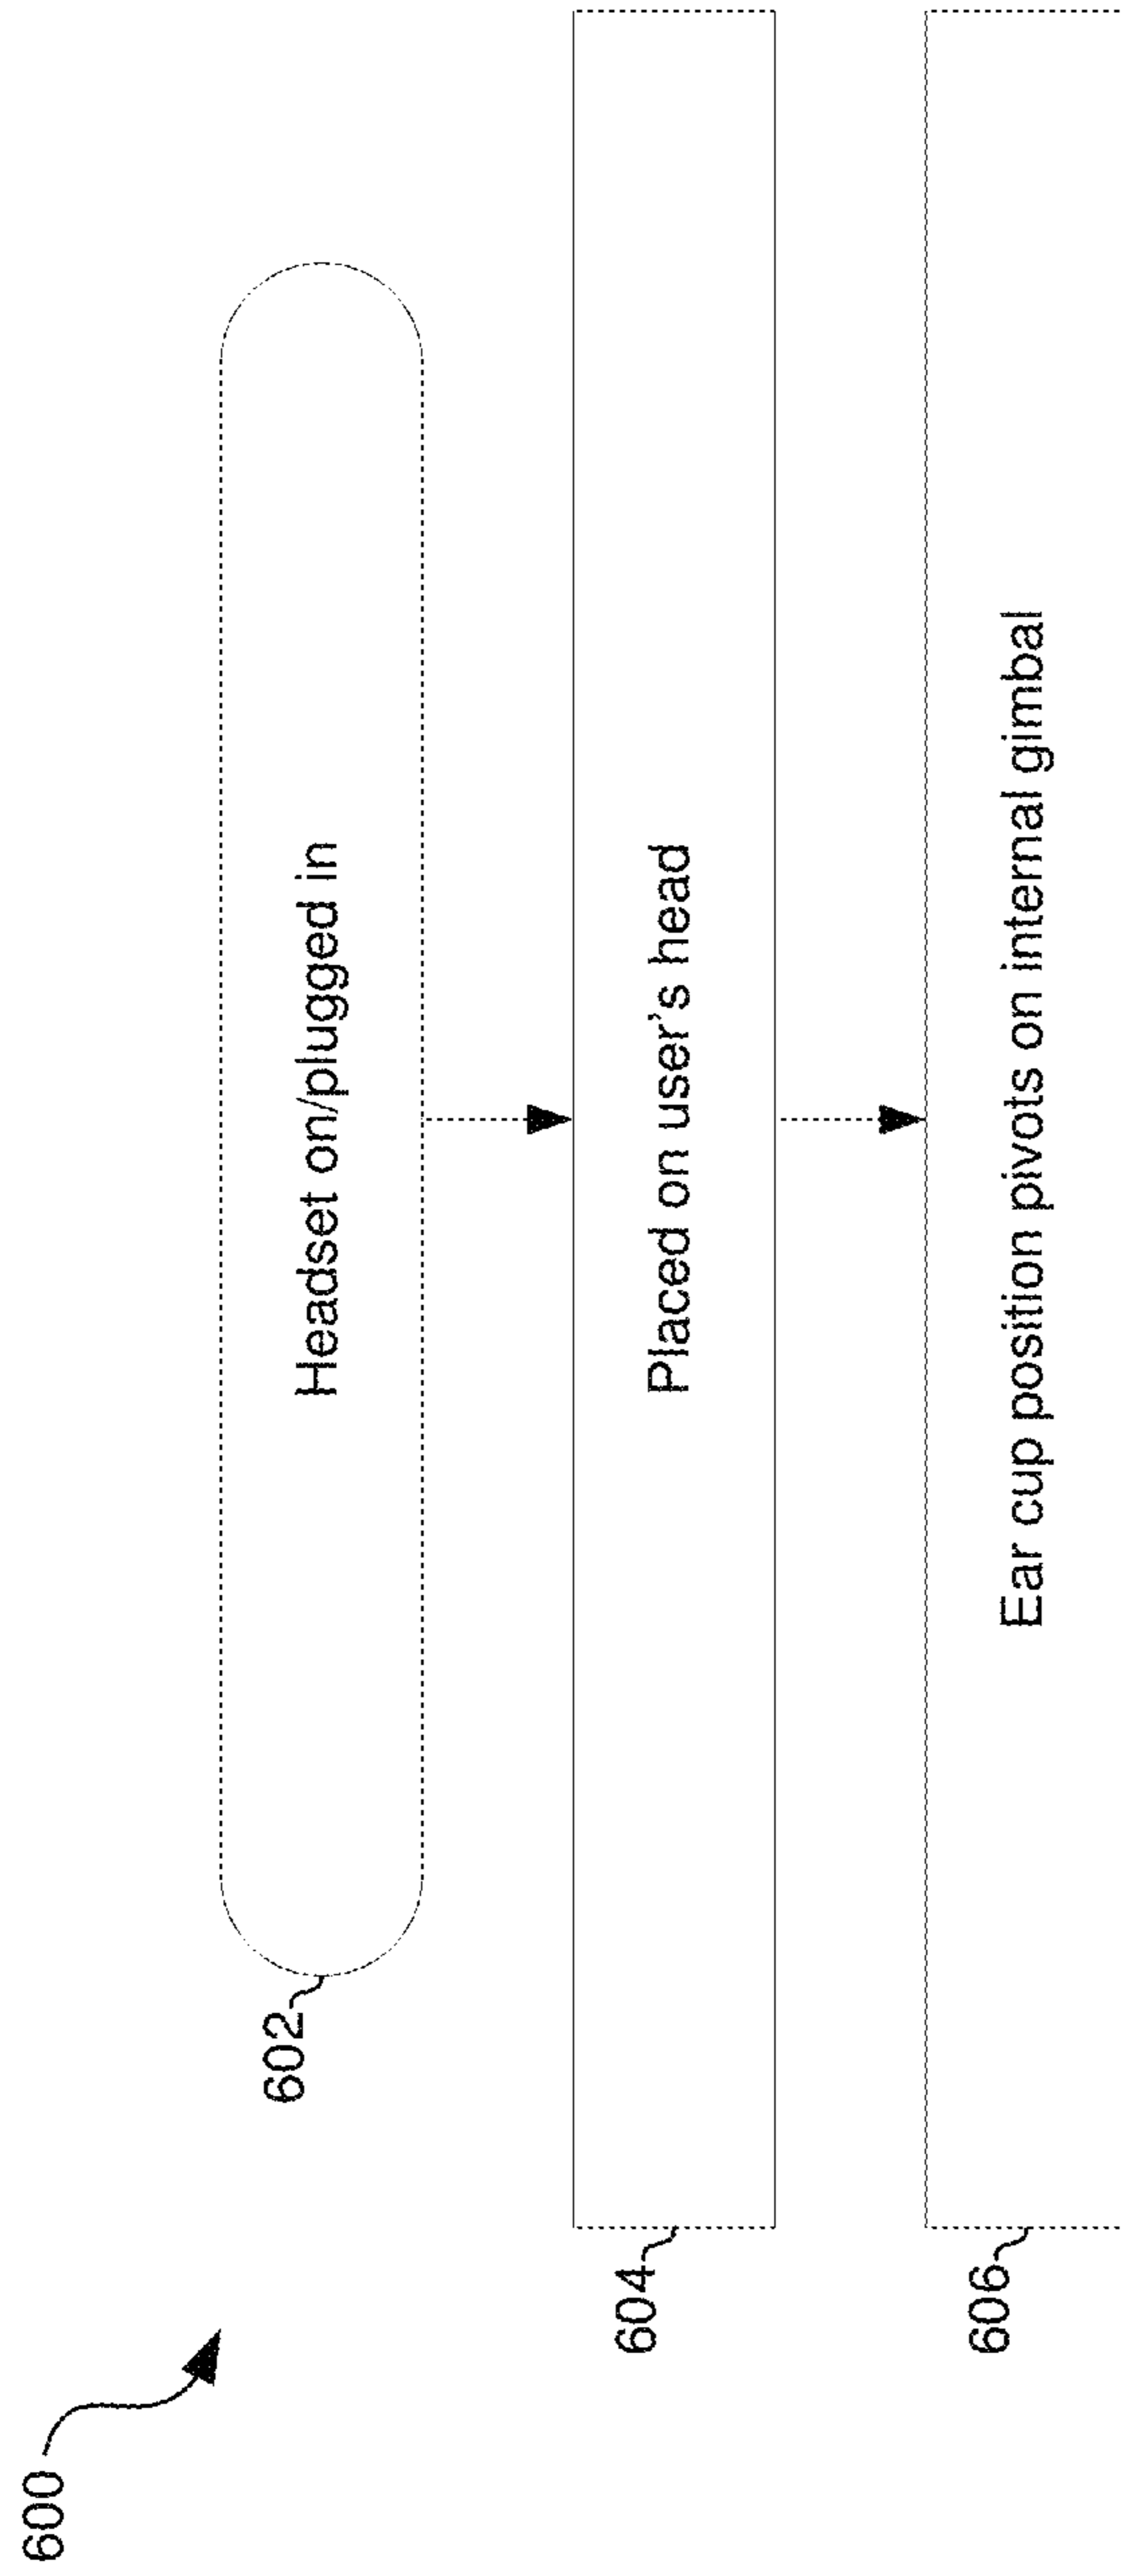 600
602
Headset on/plugged in
604
Placed on user's head
606
Ear cup position pivots on internal gimbal